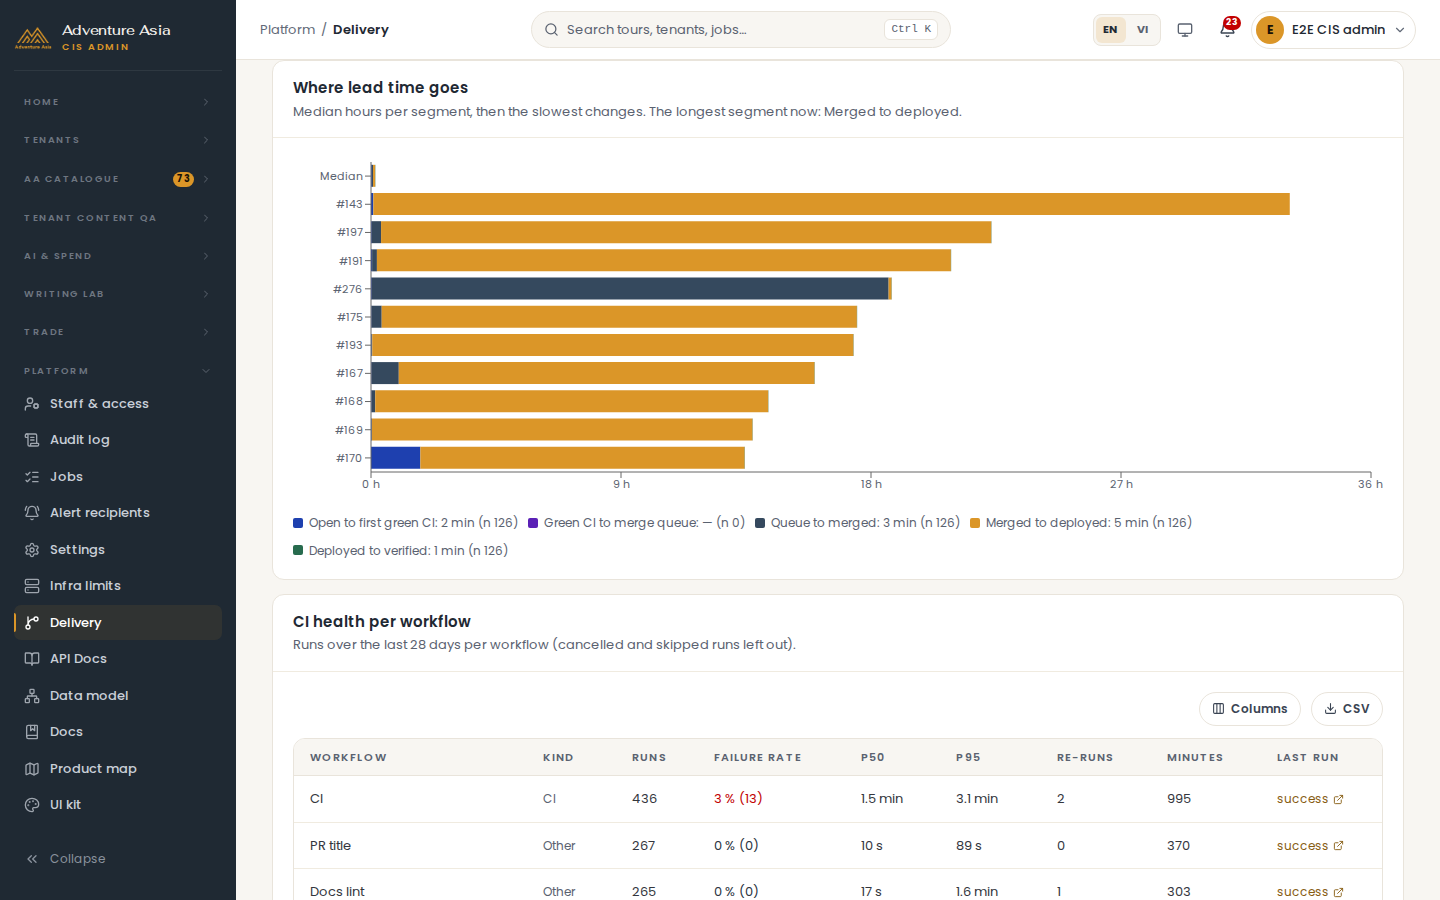 Adventure Asia
CIS ADMIN
Adventure Asia
HOME
TENANTS
AA CATALOGUE 73
TENANT CONTENT QA
AI & SPEND
WRITING LAB
TRADE
PLATFORM
Staff & access
Audit log
Jobs
Alert recipients
Settings
Infra limits
Delivery
API Docs
Data model
Docs
Product map
UI kit
Collapse
Platform / Delivery
Search tours, tenants, jobs... Ctrl K
EN VI
23
E E2E CIS admin
Where lead time goes
Median hours per segment, then the slowest changes. The longest segment now: Merged to deployed.
Median
#143
#197
#191
#276
#175
#193
#167
#168
#169
#170
0 h 9 h 18 h 27 h 36 h
Open to first green CI: 2 min (n 126) Green CI to merge queue: — (n 0) Queue to merged: 3 min (n 126) Merged to deployed: 5 min (n 126)
Deployed to verified: 1 min (n 126)
CI health per workflow
Runs over the last 28 days per workflow (cancelled and skipped runs left out).
Columns CSV
WORKFLOW KIND RUNS FAILURE RATE P50 P95 RE-RUNS MINUTES LAST RUN
CI CI 436 3 % (13) 1.5 min 3.1 min 2 995 success
PR title Other 267 0 % (0) 10 s 89 s 0 370 success
Docs lint Other 265 0 % (0) 17 s 1.6 min 1 303 success